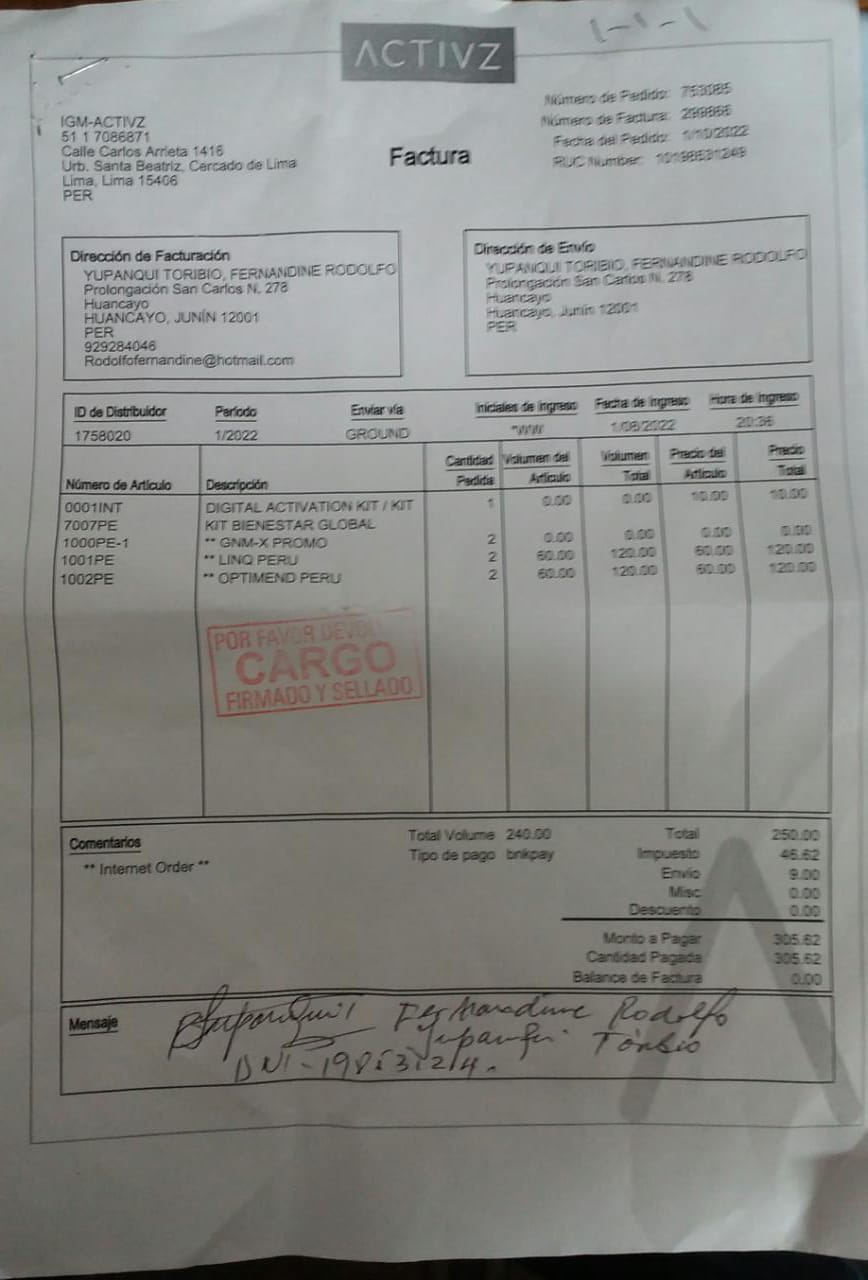 ACTIVZ
1-1-1
IGM-ACTIVZ
51 1 7086871
Calle Carlos Arrieta 1416
Urb. Santa Beatriz, Cercado de Lima
Lima, Lima 15406
PER
Factura
Número de Pedido: 753085
Número de Factura: 299866
Fecha del Pedido: 1/10/2022
RUC Number:
Dirección de Facturación
YUPANQUI TORIBIO, FERNANDINE RODOLFO
Prolongación San Carlos N. 278
Huancayo
HUANCAYO, JUNÍN 12001
PER
929284046
Rodolfofernandine@hotmail.com
Dirección de Envío
YUPANQUI TORIBIO, FERNANDINE RODOLFO
Prolongación San Carlos N. 278
Huancayo
Huancayo, Junín 12001
PER
ID de Distribuidor Período Enviar vía Iniciales de Ingreso Fecha de Ingreso Hora de Ingreso
1758020 1/2022 GROUND *WW 1/08/2022 20:36
Número de Artículo Descripción Cantidad Pedida Volumen del Artículo Volumen Total Precio del Artículo Precio Total
0001INT DIGITAL ACTIVATION KIT / KIT 1 0.00 0.00 10.00 10.00
7007PE KIT BIENESTAR GLOBAL
1000PE-1 ** GNM-X PROMO 2 0.00 0.00 0.00 0.00
1001PE ** LINQ PERU 2 60.00 120.00 60.00 120.00
1002PE ** OPTIMEND PERU 2 60.00 120.00 60.00 120.00
POR FAVOR DEVOL
CARGO
FIRMADO Y SELLADO
Comentarios
** Internet Order **
Total Volume 240.00
Tipo de pago bnkpay
Total 250.00
Impuesto 46.62
Envío 9.00
Misc 0.00
Descuento 0.00
Monto a Pagar 305.62
Cantidad Pagada 305.62
Balance de Factura 0.00
Mensaje
Rodolfo
Yupanqui Toribio
DNI-